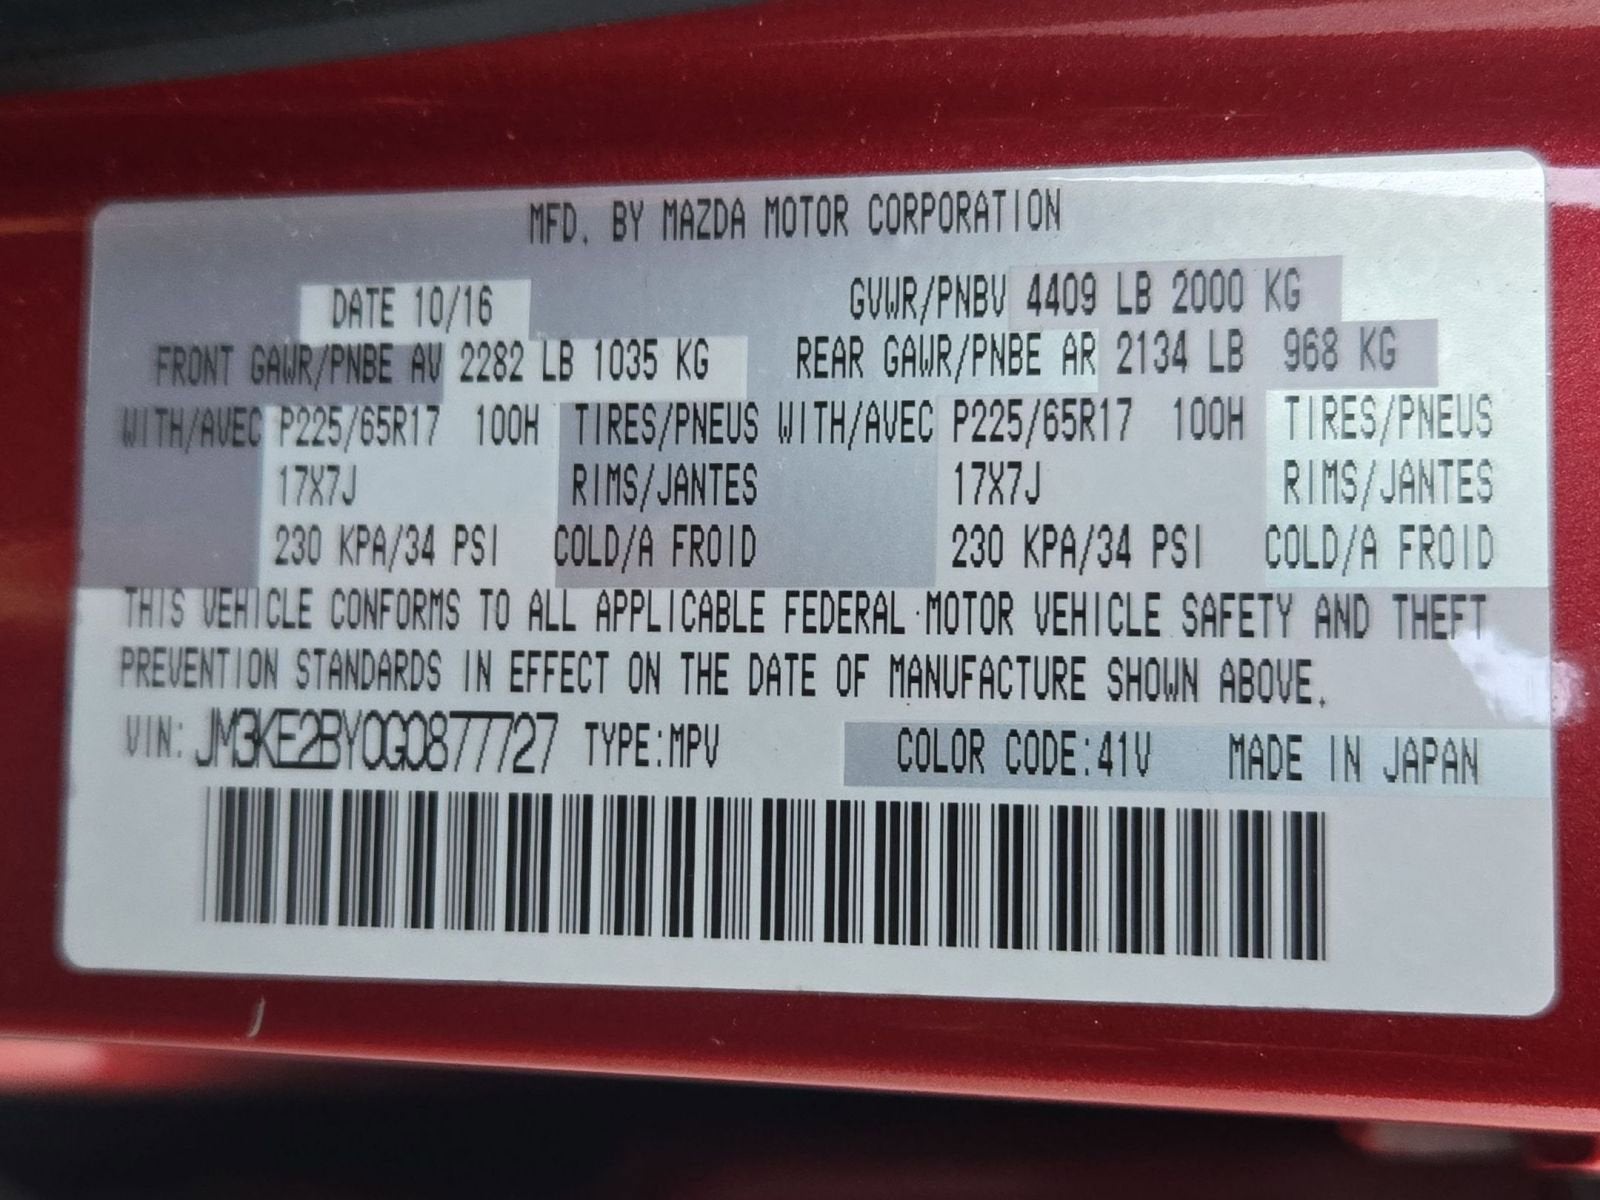 MFD. BY MAZDA MOTOR CORPORATION
DATE 10/16 GVWR/PNBV 4409 LB 2000 KG
FRONT GAWR/PNBE AV 2282 LB 1035 KG REAR GAWR/PNBE AR 2134 LB 968 KG
WITH/AVEC P225/65R17 100H TIRES/PNEUS WITH/AVEC P225/65R17 100H TIRES/PNEUS
17X7J RIMS/JANTES 17X7J RIMS/JANTES
230 KPA/34 PSI COLD/A FROID 230 KPA/34 PSI COLD/A FROID
THIS VEHICLE CONFORMS TO ALL APPLICABLE FEDERAL MOTOR VEHICLE SAFETY AND THEFT
PREVENTION STANDARDS IN EFFECT ON THE DATE OF MANUFACTURE SHOWN ABOVE.
VIN: JM3KE2BY0G0877727 TYPE:MPV COLOR CODE:41V MADE IN JAPAN